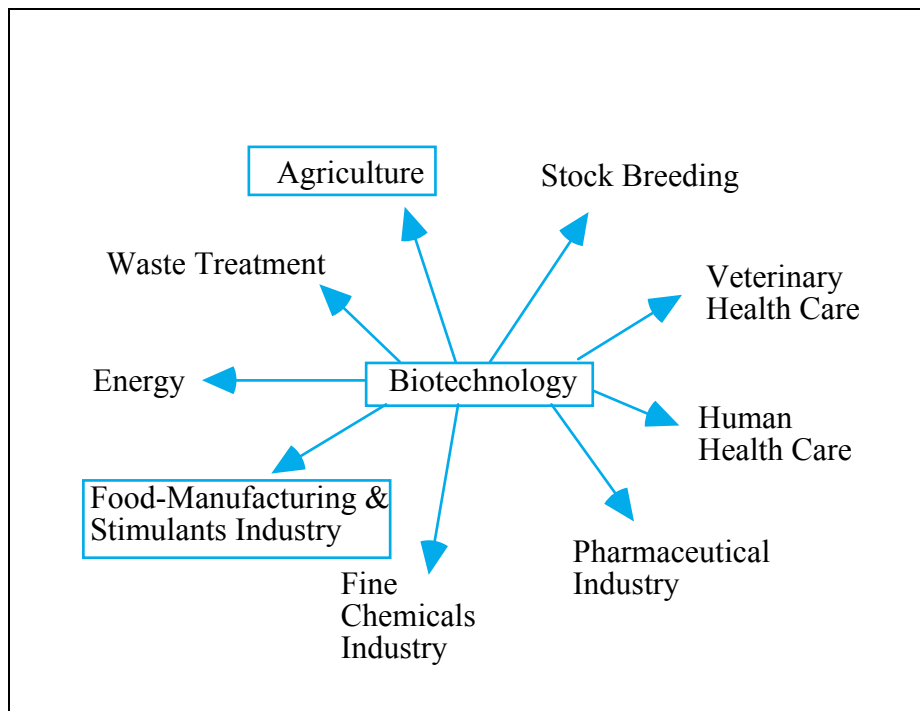 Agriculture
Stock Breeding
Waste Treatment
Veterinary
Health Care
Biotechnology
Energy
Human
Health Care
Food-Manufacturing &
Stimulants Industry
Pharmaceutical
Industry
Fine
Chemicals
Industry